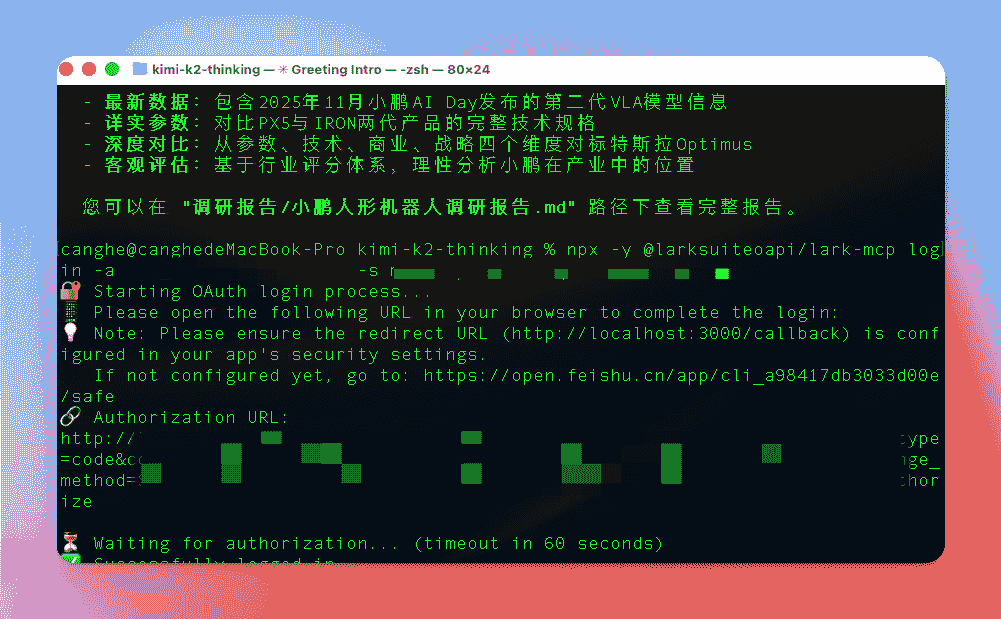 kimi-k2-thinking — ✳ Greeting Intro — -zsh — 80×24
- 最新数据：包含2025年11月小鹏AI Day发布的第二代VLA模型信息
- 详实参数：对比PX5与IRON两代产品的完整技术规格
- 深度对比：从参数、技术、商业、战略四个维度对标特斯拉Optimus
- 客观评估：基于行业评分体系，理性分析小鹏在产业中的位置
您可以在 "调研报告/小鹏人形机器人调研报告.md" 路径下查看完整报告。
canghe@canghedeMacBook-Pro kimi-k2-thinking % npx -y @larksuiteoapi/lark-mcp log
in -a -s
🔐 Starting OAuth login process...
📱 Please open the following URL in your browser to complete the login:
💡 Note: Please ensure the redirect URL (http://localhost:3000/callback) is conf
igured in your app's security settings.
If not configured yet, go to: https://open.feishu.cn/app/cli_a98417db3033d00e
/safe
🔗 Authorization URL:
http:// ype
=code&c nge_
method= hor
ize
⏳ Waiting for authorization... (timeout in 60 seconds)
✅ Successfully logged in